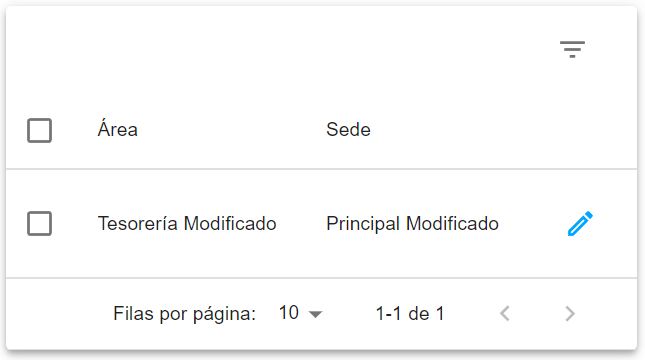 Área Sede
Tesorería Modificado Principal Modificado
Filas por página: 10 1-1 de 1